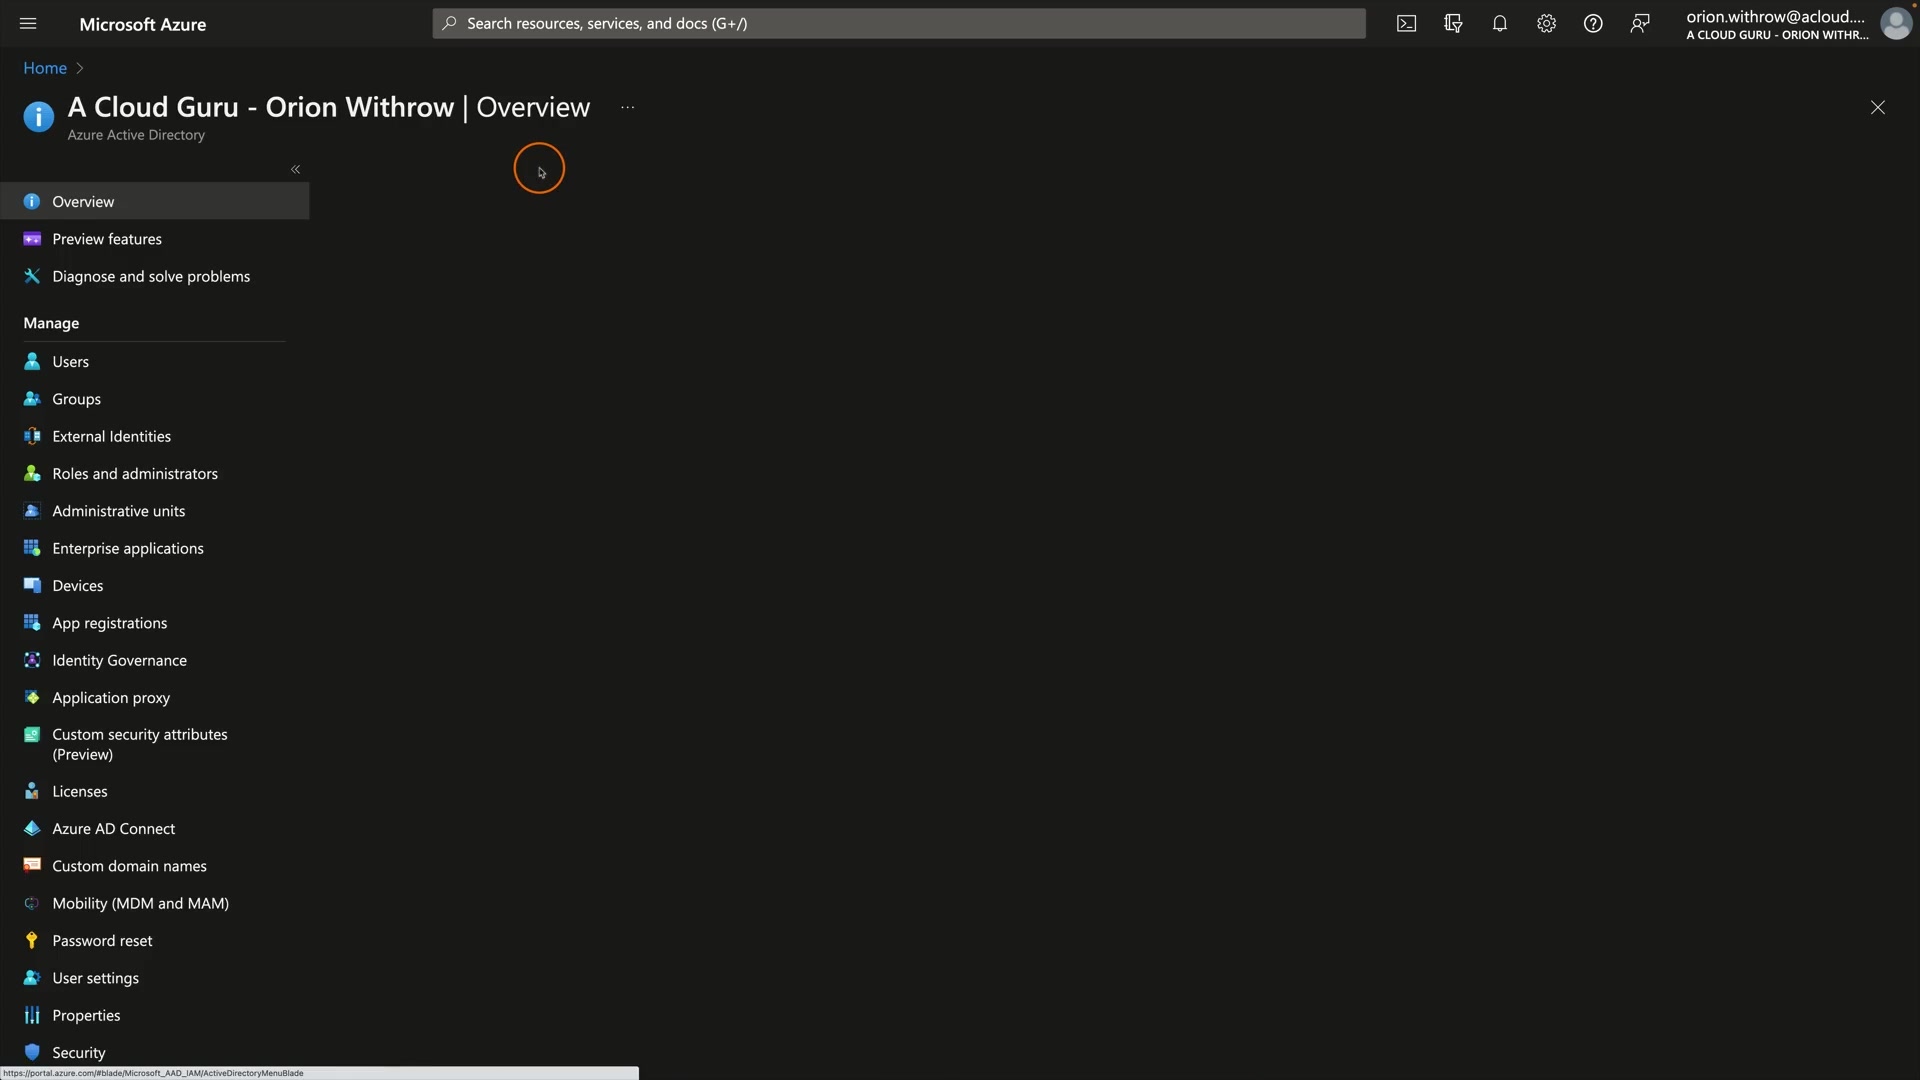 Microsoft Azure
Search resources, services, and docs (G+/)
orion.withrow@acloud....
A CLOUD GURU - ORION WITHR...
Home
A Cloud Guru - Orion Withrow | Overview
...
Azure Active Directory
Overview
Preview features
Diagnose and solve problems
Manage
Users
Groups
External Identities
Roles and administrators
Administrative units
Enterprise applications
Devices
App registrations
Identity Governance
Application proxy
Custom security attributes
(Preview)
Licenses
Azure AD Connect
Custom domain names
Mobility (MDM and MAM)
Password reset
User settings
Properties
Security
https://portal.azure.com/#blade/Microsoft_AAD_IAM/ActiveDirectoryMenuBlade